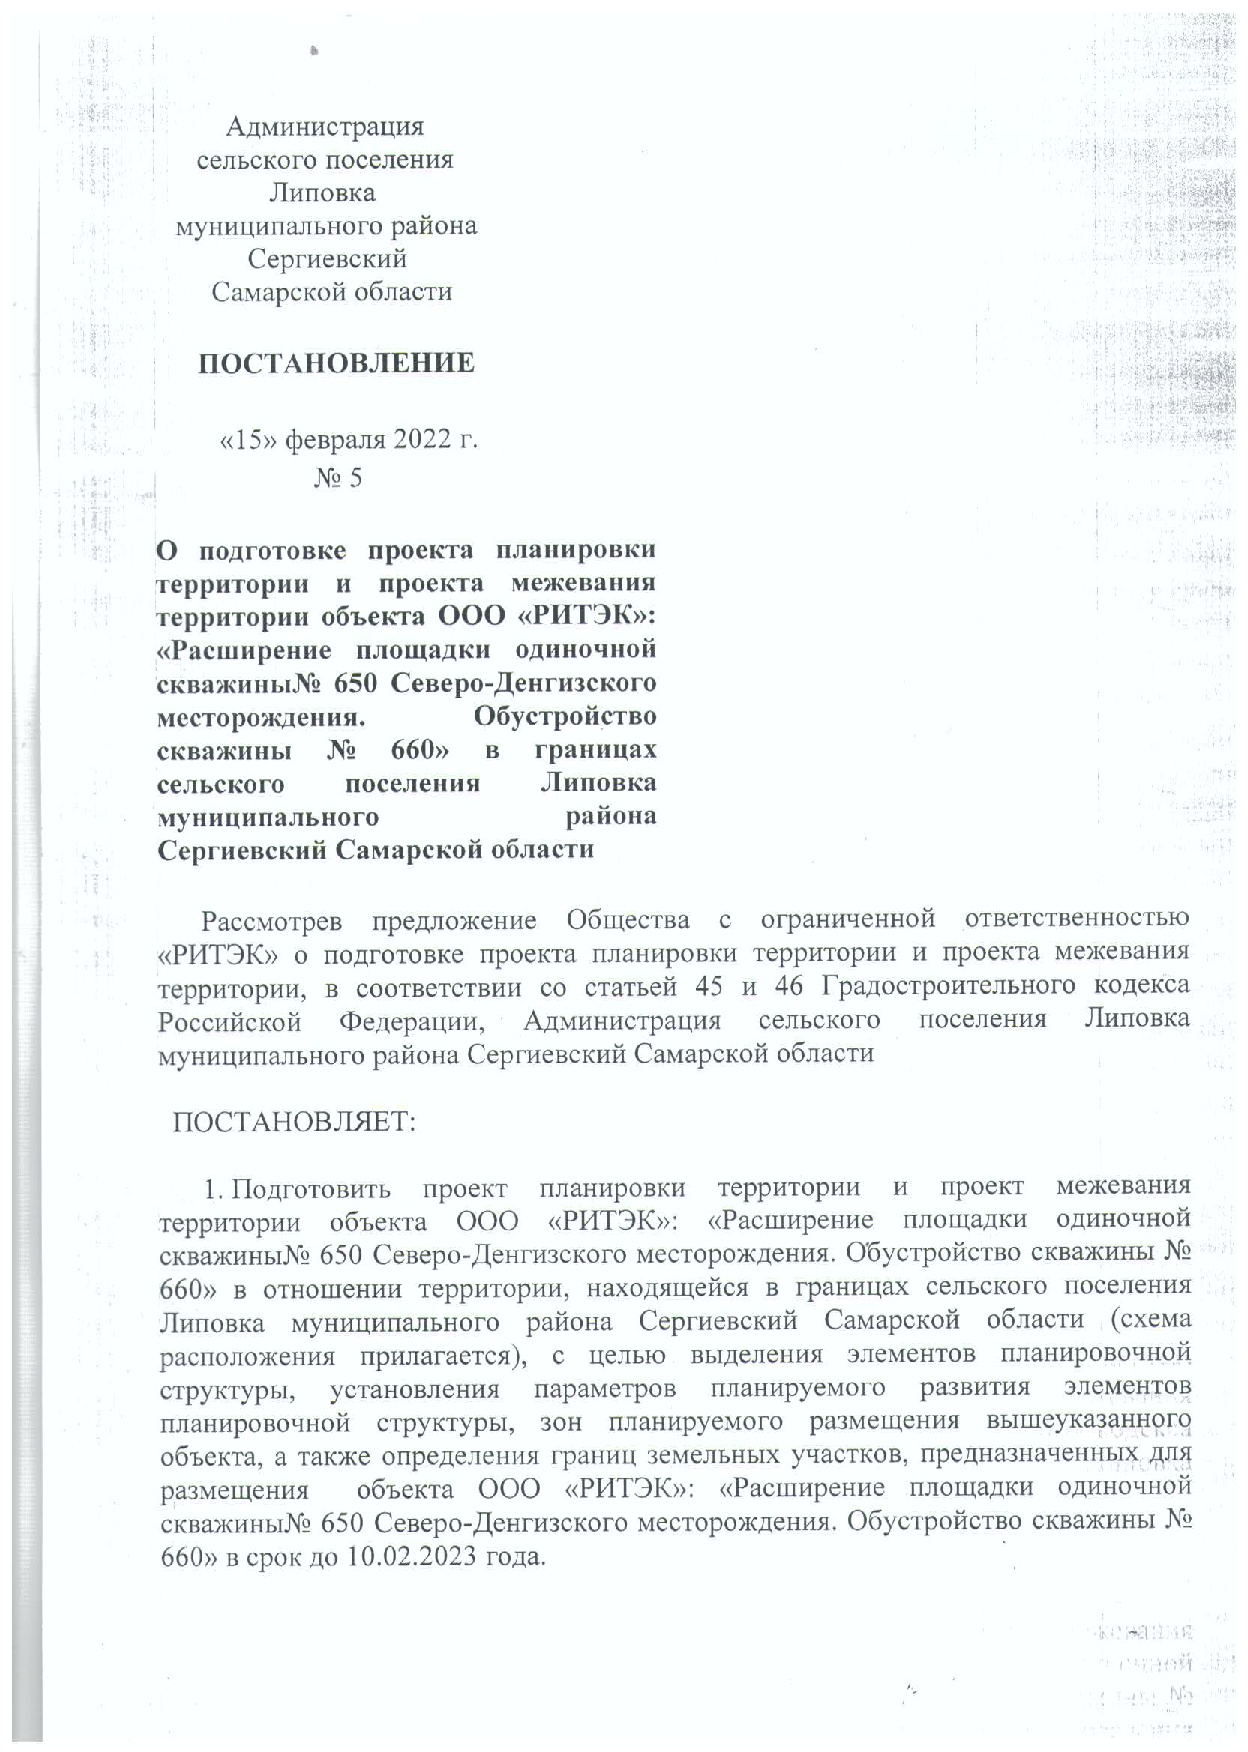 Администрация
сельского поселения
Липовка
муниципального района
Сергиевский
Самарской области
ПОСТАНОВЛЕНИЕ
«15» февраля 2022 г.
№ 5
О подготовке проекта планировки
территории и проекта межевания
территории объекта ООО «РИТЭК»:
«Расширение площадки одиночной
скважины№ 650 Северо-Денгизского
месторождения. Обустройство
скважины № 660» в границах
сельского поселения Липовка
муниципального района
Сергиевский Самарской области
Рассмотрев предложение Общества с ограниченной ответственностью
«РИТЭК» о подготовке проекта планировки территории и проекта межевания
территории, в соответствии со статьей 45 и 46 Градостроительного кодекса
Российской Федерации, Администрация сельского поселения Липовка
муниципального района Сергиевский Самарской области
ПОСТАНОВЛЯЕТ:
1. Подготовить проект планировки территории и проект межевания
территории объекта ООО «РИТЭК»: «Расширение площадки одиночной
скважины№ 650 Северо-Денгизского месторождения. Обустройство скважины №
660» в отношении территории, находящейся в границах сельского поселения
Липовка муниципального района Сергиевский Самарской области (схема
расположения прилагается), с целью выделения элементов планировочной
структуры, установления параметров планируемого развития элементов
планировочной структуры, зон планируемого размещения вышеуказанного
объекта, а также определения границ земельных участков, предназначенных для
размещения объекта ООО «РИТЭК»: «Расширение площадки одиночной
скважины№ 650 Северо-Денгизского месторождения. Обустройство скважины №
660» в срок до 10.02.2023 года.